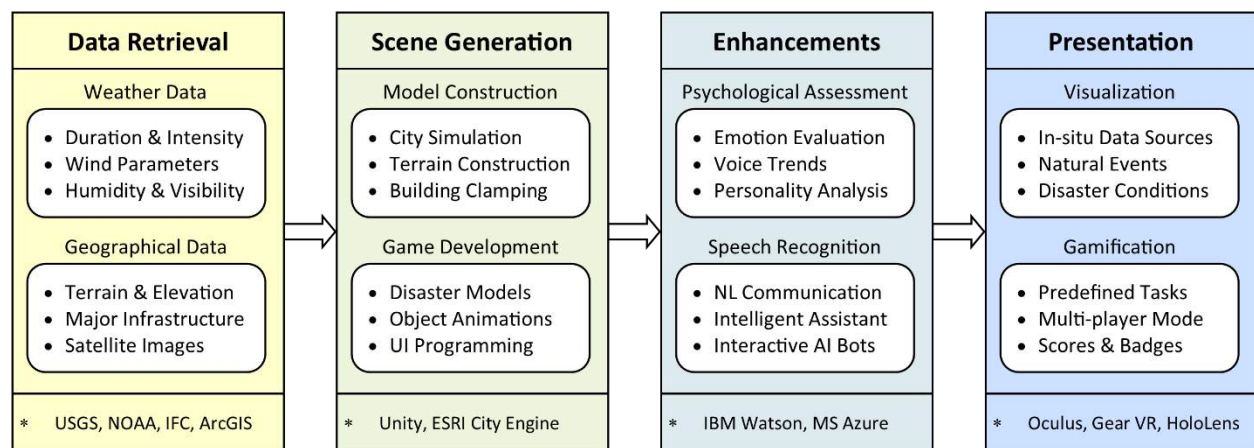 Data Retrieval
Weather Data
• Duration & Intensity
• Wind Parameters
• Humidity & Visibility
Geographical Data
• Terrain & Elevation
• Major Infrastructure
• Satellite Images
* USGS, NOAA, IFC, ArcGIS
Scene Generation
Model Construction
• City Simulation
• Terrain Construction
• Building Clamping
Game Development
• Disaster Models
• Object Animations
• UI Programming
* Unity, ESRI City Engine
Enhancements
Psychological Assessment
• Emotion Evaluation
• Voice Trends
• Personality Analysis
Speech Recognition
• NL Communication
• Intelligent Assistant
• Interactive AI Bots
* IBM Watson, MS Azure
Presentation
Visualization
• In-situ Data Sources
• Natural Events
• Disaster Conditions
Gamification
• Predefined Tasks
• Multi-player Mode
• Scores & Badges
* Oculus, Gear VR, HoloLens